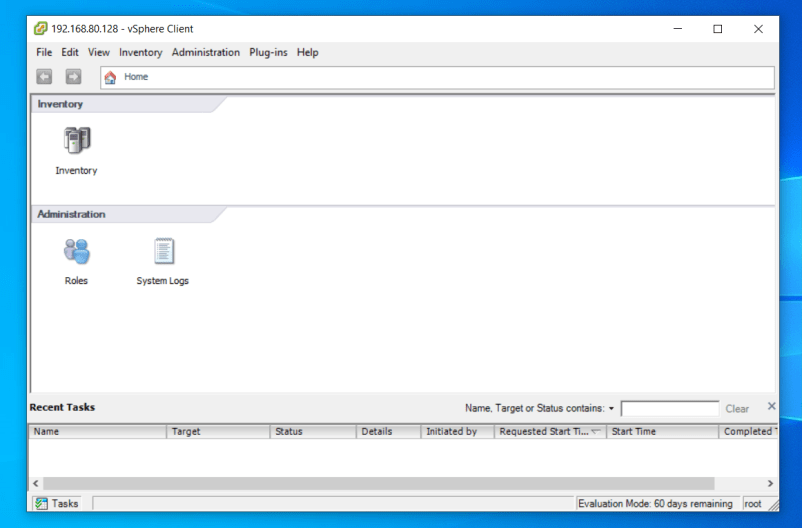 192.168.80.128 - vSphere Client
File Edit View Inventory Administration Plug-ins Help
Home
Inventory
Inventory
Administration
Roles System Logs
Recent Tasks Name, Target or Status contains: Clear
Name Target Status Details Initiated by Requested Start Ti... Start Time Completed
Tasks Evaluation Mode: 60 days remaining root